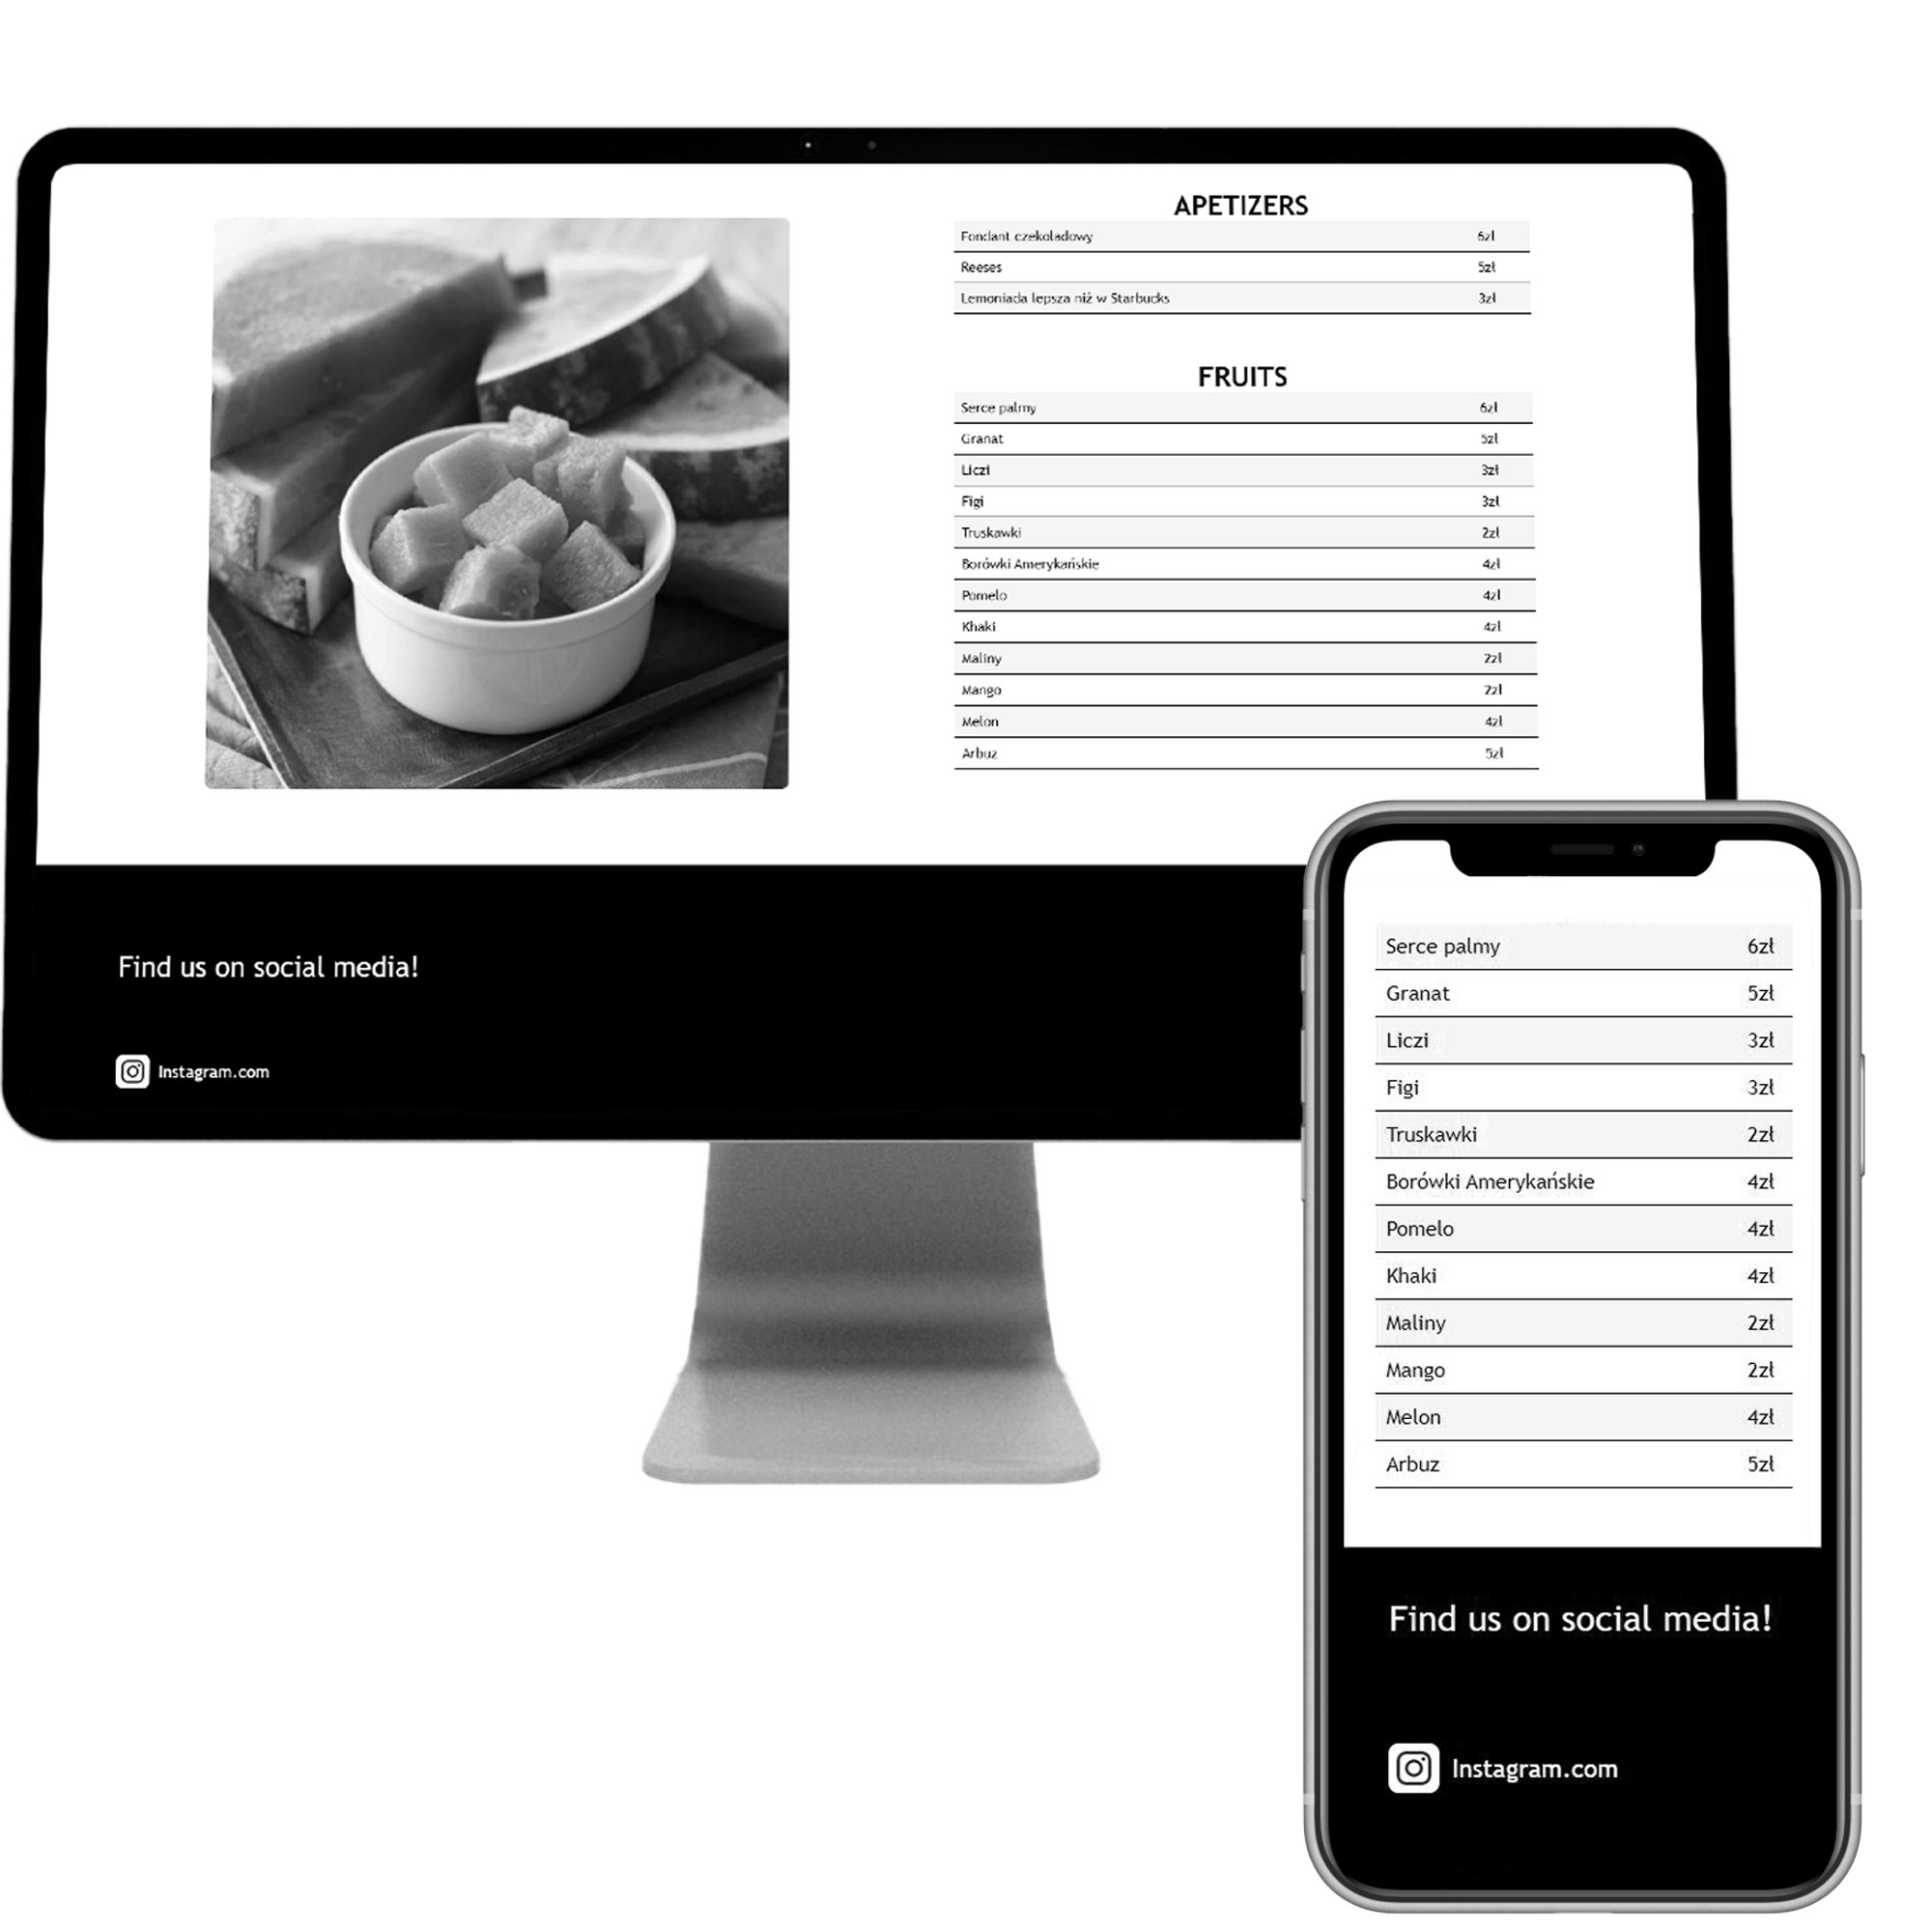 APETIZERS
Fondant czekoladowy 6zł
Reeses 5zł
Lemoniada lepsza niż w Starbucks 3zł
FRUITS
Serce palmy 6zł
Granat 5zł
Liczi 3zł
Figi 3zł
Truskawki 2zł
Borówki Amerykańskie 4zł
Pomelo 4zł
Khaki 4zł
Maliny 2zł
Mango 2zł
Melon 4zł
Arbuz 5zł
Find us on social media!
Instagram.com
Serce palmy 6zł
Granat 5zł
Liczi 3zł
Figi 3zł
Truskawki 2zł
Borówki Amerykańskie 4zł
Pomelo 4zł
Khaki 4zł
Maliny 2zł
Mango 2zł
Melon 4zł
Arbuz 5zł
Find us on social media!
Instagram.com